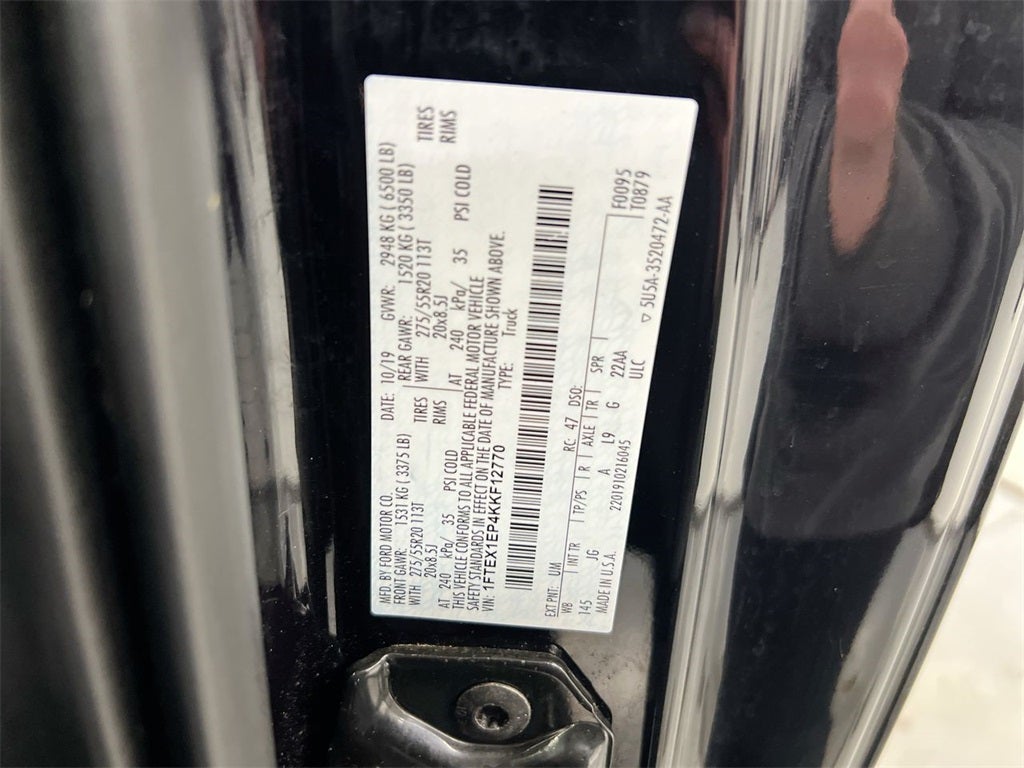 MFD. BY FORD MOTOR CO. DATE: 10/19 GVWR: 2948 KG ( 6500 LB)
FRONT GAWR: 1531 KG ( 3375 LB) REAR GAWR: 1520 KG ( 3350 LB)
WITH 275/55R20 113T TIRES WITH 275/55R20 113T TIRES
20x8.5J RIMS 20x8.5J RIMS
AT 240 kPa/ 35 PSI COLD AT 240 kPa/ 35 PSI COLD
THIS VEHICLE CONFORMS TO ALL APPLICABLE FEDERAL MOTOR VEHICLE
SAFETY STANDARDS IN EFFECT ON THE DATE OF MANUFACTURE SHOWN ABOVE.
VIN: 1FTEX1EP4KKF12770 TYPE: Truck
F0095
T0879
EXT PNT: UM RC: 47 DSO:
WB INT TR TP/PS R AXLE TR SPR
145 JG A L9 G 22AA
MADE IN U.S.A. 2201910216045 ULC
▽ 5U5A-3520472-AA